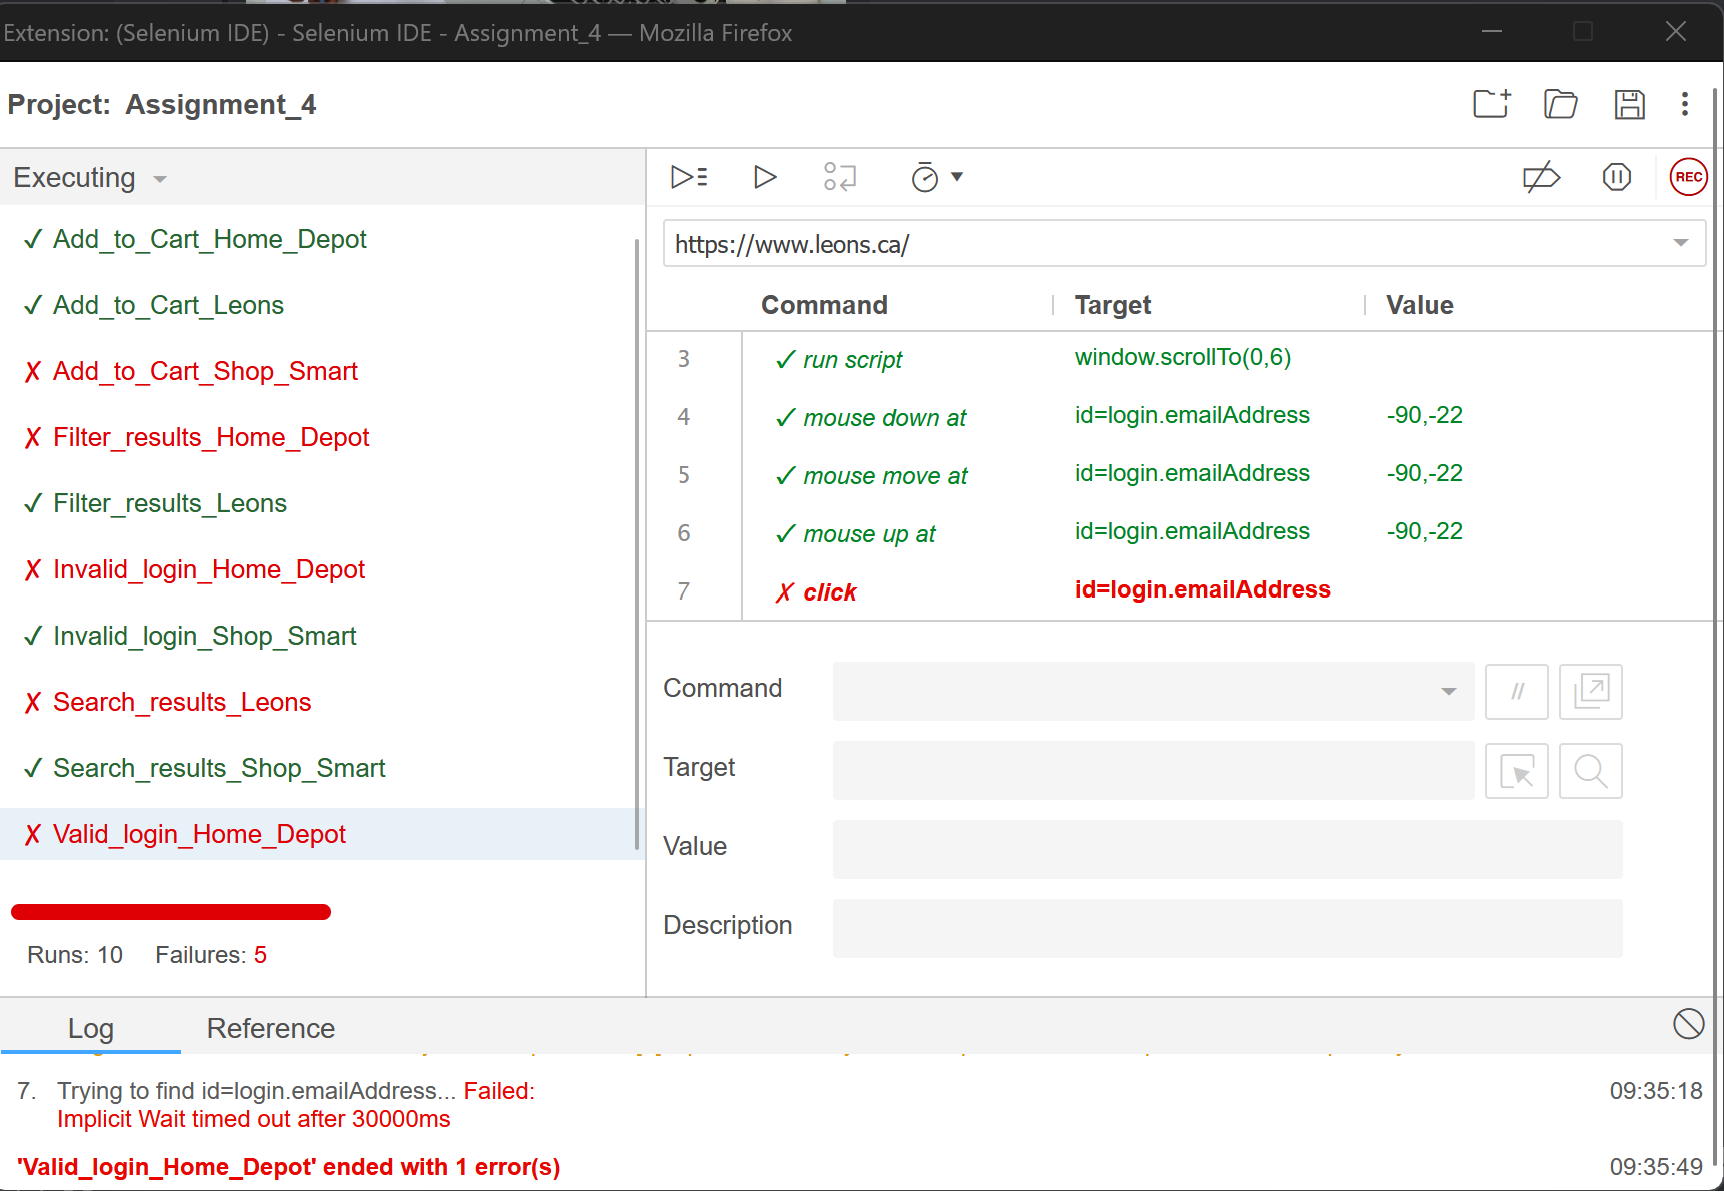 Extension: (Selenium IDE) - Selenium IDE - Assignment_4 — Mozilla Firefox
Project: Assignment_4
Executing
✓ Add_to_Cart_Home_Depot
✓ Add_to_Cart_Leons
✗ Add_to_Cart_Shop_Smart
✗ Filter_results_Home_Depot
✓ Filter_results_Leons
✗ Invalid_login_Home_Depot
✓ Invalid_login_Shop_Smart
✗ Search_results_Leons
✓ Search_results_Shop_Smart
✗ Valid_login_Home_Depot
Runs: 10 Failures: 5
REC
https://www.leons.ca/
Command Target Value
3 ✓ run script window.scrollTo(0,6)
4 ✓ mouse down at id=login.emailAddress -90,-22
5 ✓ mouse move at id=login.emailAddress -90,-22
6 ✓ mouse up at id=login.emailAddress -90,-22
7 ✗ click id=login.emailAddress
Command //
Target
Value
Description
Log Reference
7. Trying to find id=login.emailAddress... Failed: 09:35:18
Implicit Wait timed out after 30000ms
'Valid_login_Home_Depot' ended with 1 error(s) 09:35:49